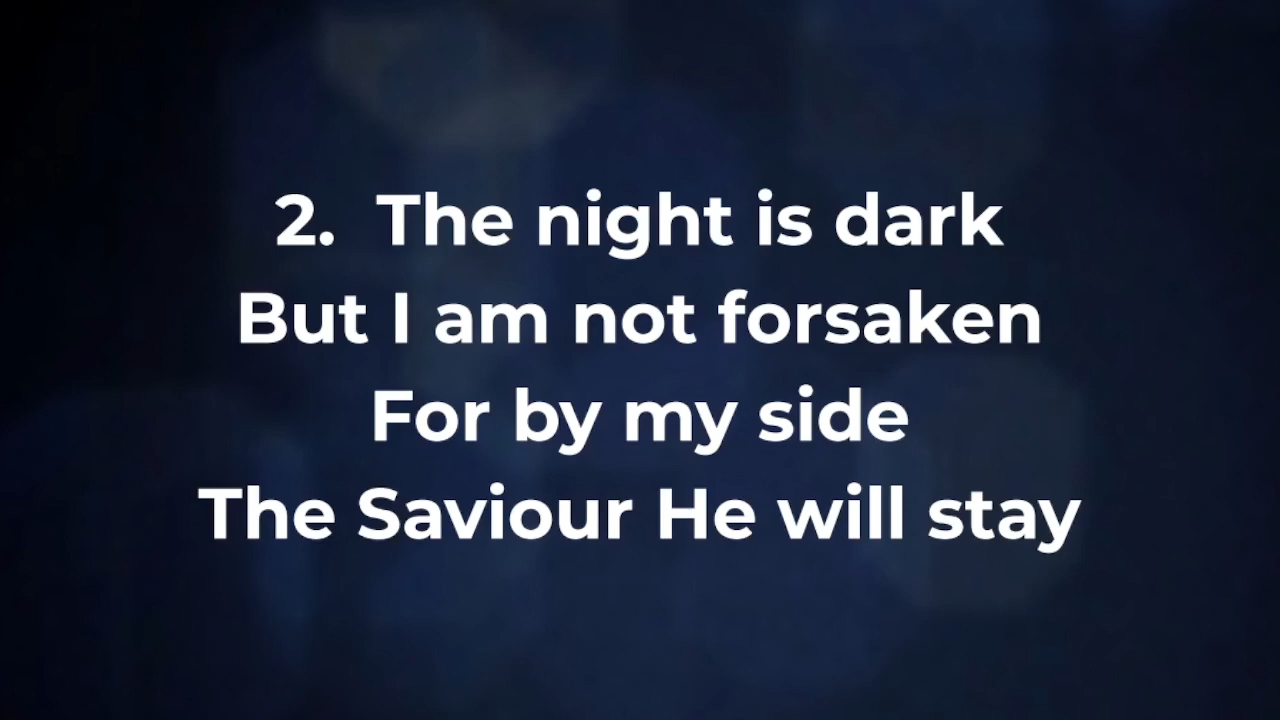 2.  The night is dark
But I am not forsaken
For by my side
The Saviour He will stay